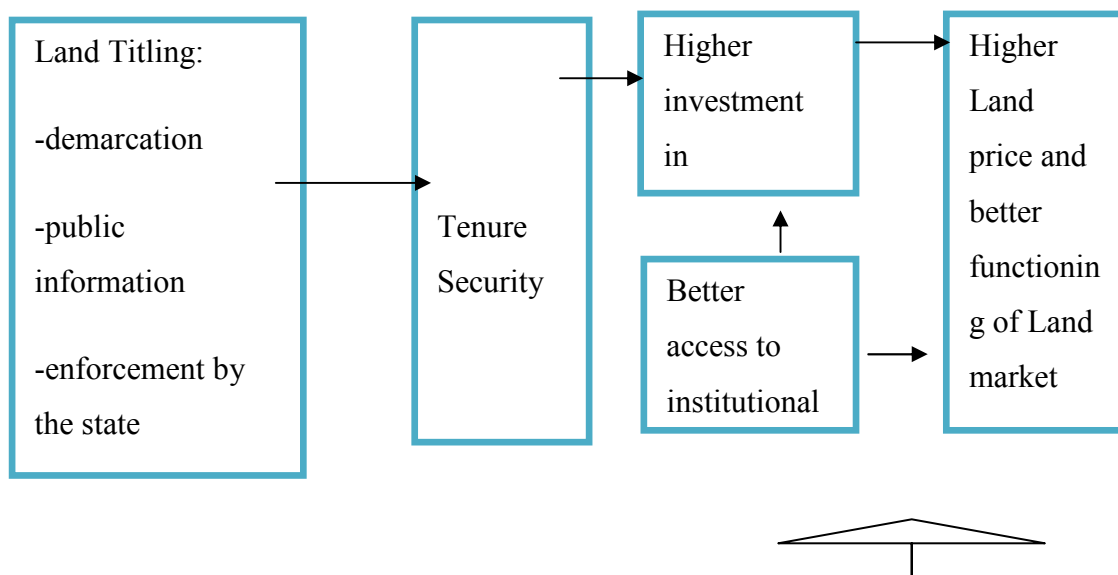 Land Titling:
-demarcation
-public
information
-enforcement by
the state
Tenure
Security
Higher
investment
in
Better
access to
institutional
Higher
Land
price and
better
functionin
g of Land
market